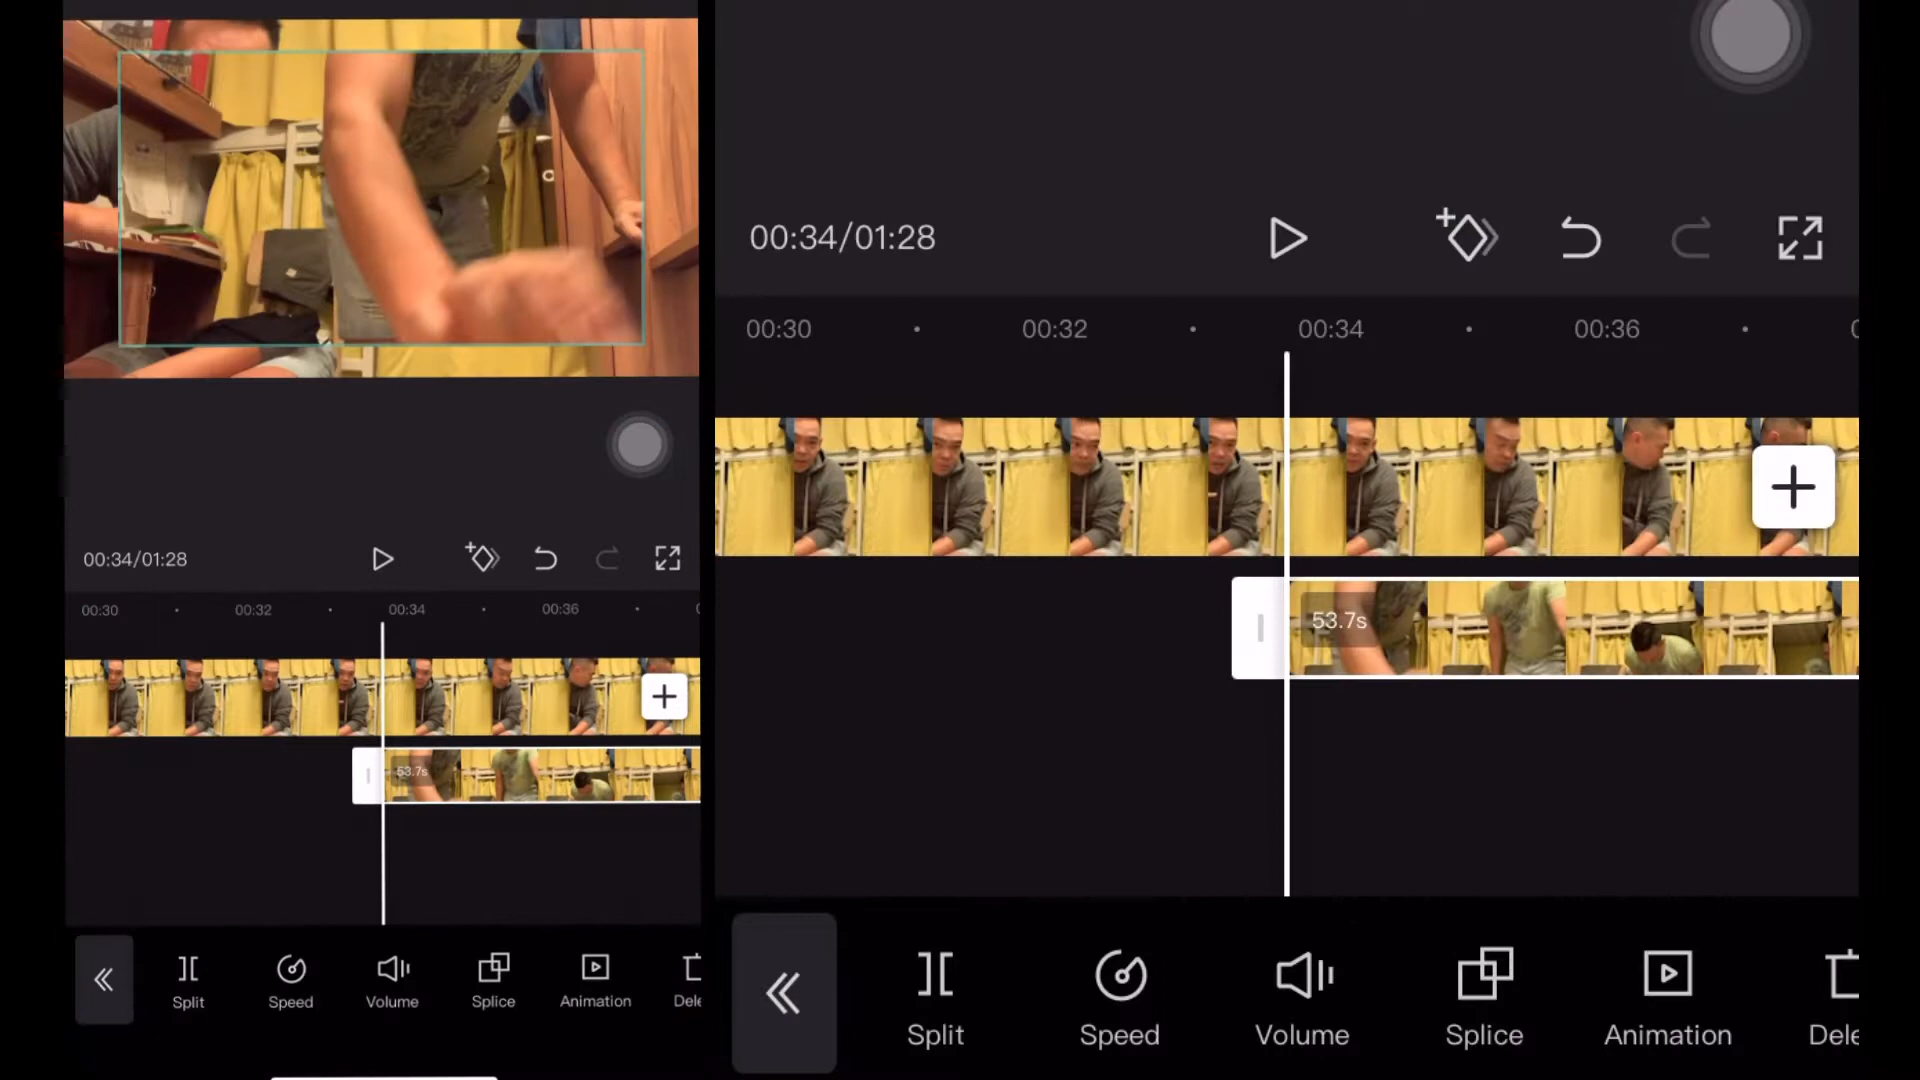 00:34/01:28
00:30
00:32
00:34
00:36
53.7s
Split
Speed
Volume
Splice
Animation
Dele
00:34/01:28
00:30
00:32
00:34
00:36
53.7s
Split
Speed
Volume
Splice
Animation
Dele